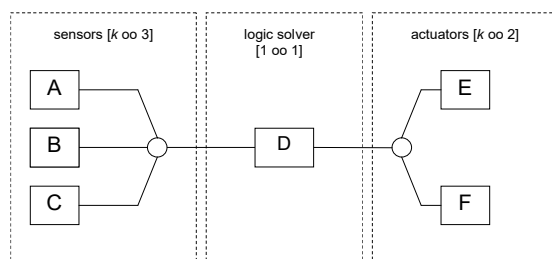 sensors [k oo 3]
logic solver
[1 oo 1]
actuators [k oo 2]
A
B
C
D
E
F